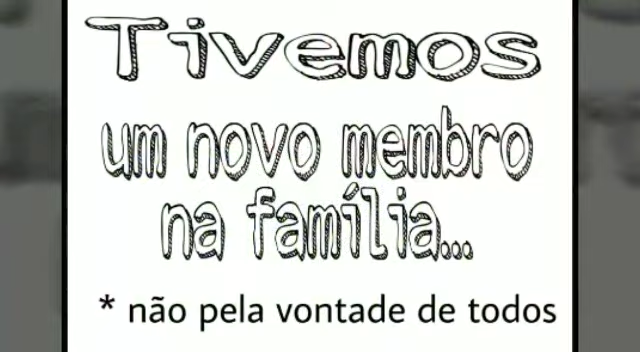 Tivemos
um novo membro
na família...
* não pela vontade de todos